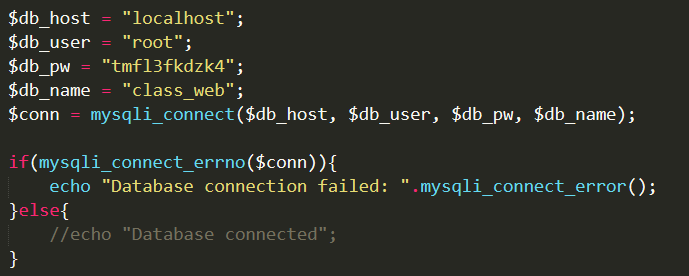 $db_host = "localhost";
$db_user = "root";
$db_pw = "tmfl3fkdzk4";
$db_name = "class_web";
$conn = mysqli_connect($db_host, $db_user, $db_pw, $db_name);
if(mysqli_connect_errno($conn)){
echo "Database connection failed: ".mysqli_connect_error();
}else{
//echo "Database connected";
}